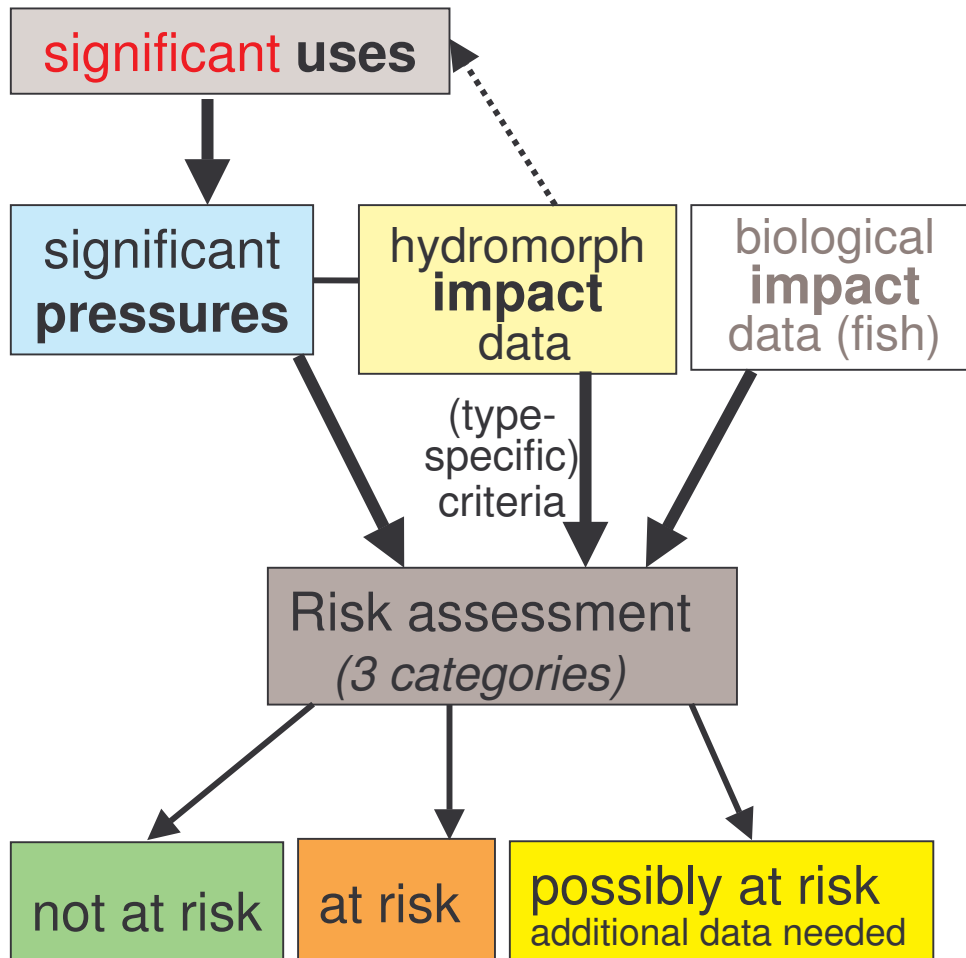 significant uses
significant
pressures
hydromorph
impact
data
biological
impact
data (fish)
(type-
specific)
criteria
Risk assessment
(3 categories)
not at risk
at risk
possibly at risk
additional data needed